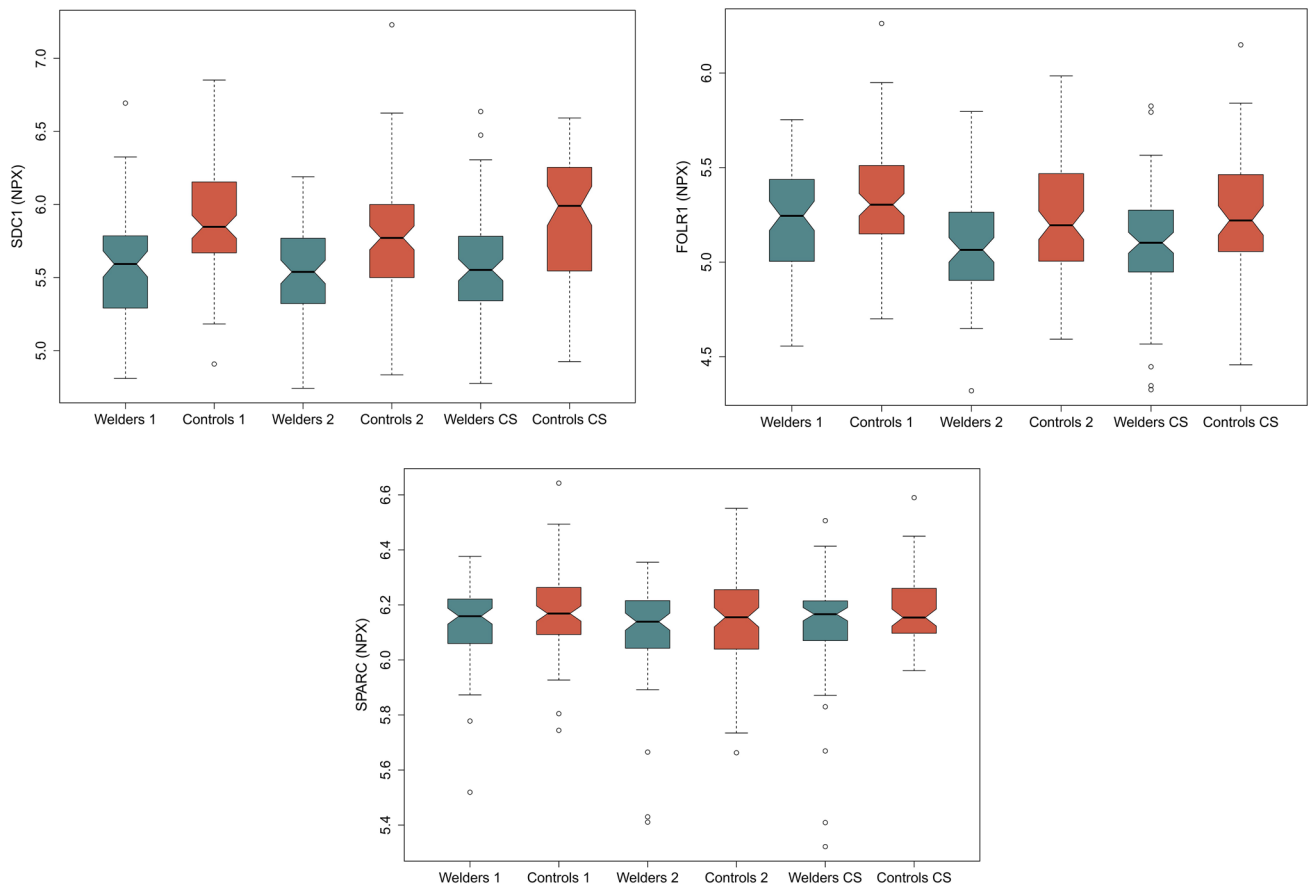 SDC1 (NPX)
7.0
6.5
6.0
5.5
5.0
Welders 1 Controls 1 Welders 2 Controls 2 Welders CS Controls CS
FOLR1 (NPX)
6.0
5.5
5.0
4.5
Welders 1 Controls 1 Welders 2 Controls 2 Welders CS Controls CS
SPARC (NPX)
6.6
6.4
6.2
6.0
5.8
5.6
5.4
Welders 1 Controls 1 Welders 2 Controls 2 Welders CS Controls CS